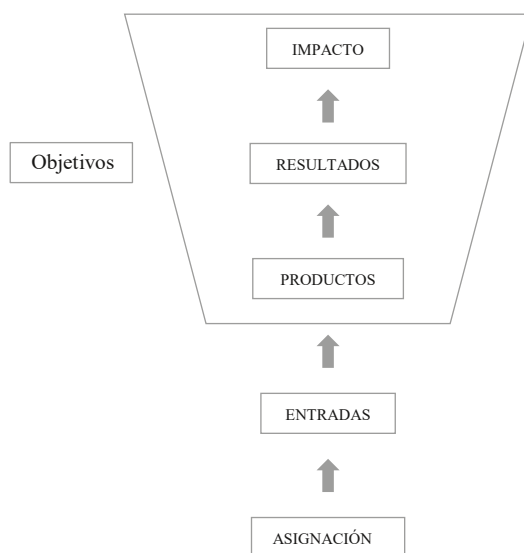 IMPACTO
Objetivos
RESULTADOS
PRODUCTOS
ENTRADAS
ASIGNACIÓN